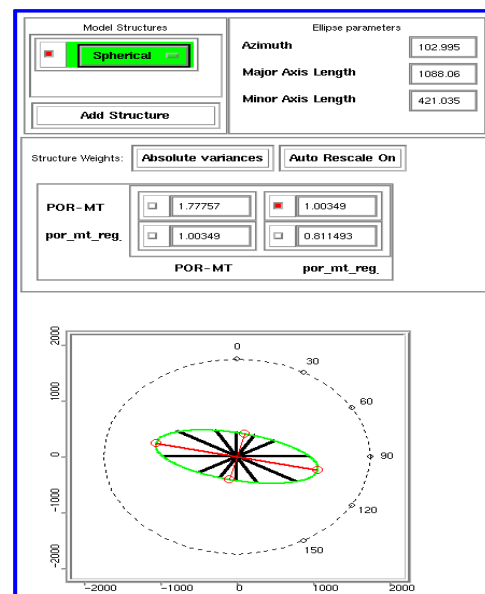 Model Structures
Spherical
Add Structure
Ellipse parameters
Azimuth 102.995
Major Axis Length 1088.06
Minor Axis Length 421.035
Structure Weights: Absolute variances Auto Rescale On
POR-MT 1.77757 1.00349
por_mt_reg_ 1.00349 0.811493
POR-MT por_mt_reg_
2000
1000
0
-1000
-2000
0
30
60
90
120
150
-2000 -1000 0 1000 2000